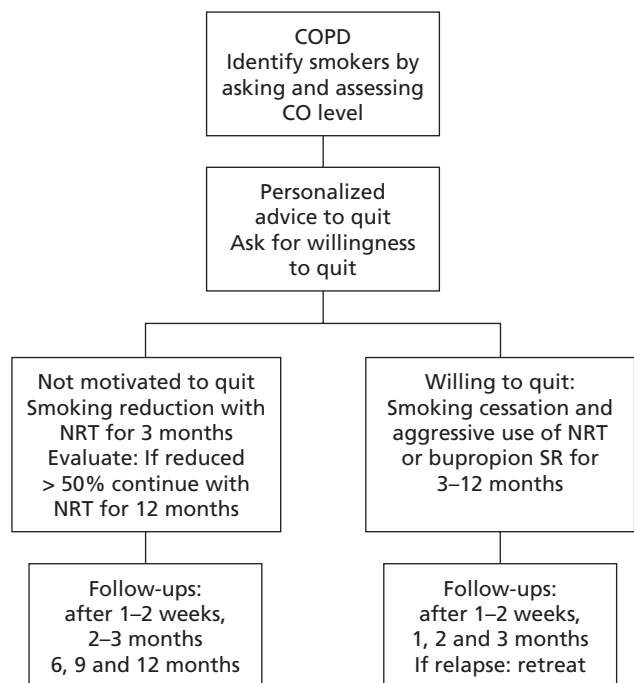 COPD
Identify smokers by
asking and assessing
CO level
Personalized
advice to quit
Ask for willingness
to quit
Not motivated to quit
Smoking reduction with
NRT for 3 months
Evaluate: If reduced
> 50% continue with
NRT for 12 months
Willing to quit:
Smoking cessation and
aggressive use of NRT
or bupropion SR for
3–12 months
Follow-ups:
after 1–2 weeks,
2–3 months
6, 9 and 12 months
Follow-ups:
after 1–2 weeks,
1, 2 and 3 months
If relapse: retreat